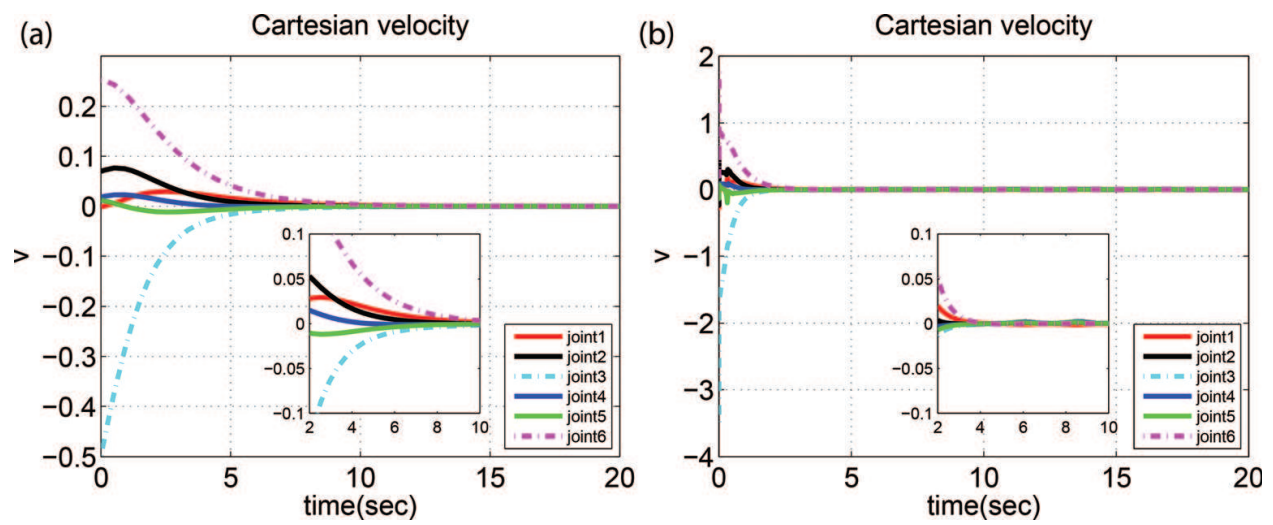 (a)
Cartesian velocity
0.2
0.1
0
−0.1
−0.2
−0.3
−0.4
−0.5
v
0 5 10 15 20
time(sec)
0.1
0.05
0
−0.05
−0.1
2 4 6 8 10
joint1
joint2
joint3
joint4
joint5
joint6
(b)
Cartesian velocity
2
1
0
−1
−2
−3
−4
v
0 5 10 15 20
time(sec)
0.1
0.05
0
−0.05
−0.1
2 4 6 8 10
joint1
joint2
joint3
joint4
joint5
joint6